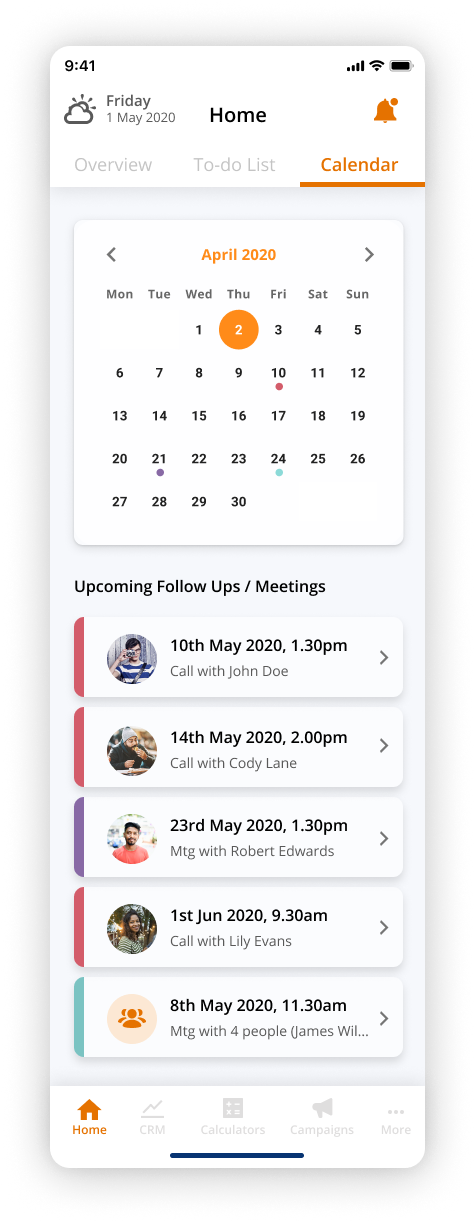 9:41
Friday
1 May 2020
Home
Overview To-do List Calendar
April 2020
Mon Tue Wed Thu Fri Sat Sun
1 2 3 4 5
6 7 8 9 10 11 12
13 14 15 16 17 18 19
20 21 22 23 24 25 26
27 28 29 30
Upcoming Follow Ups / Meetings
10th May 2020, 1.30pm
Call with John Doe
14th May 2020, 2.00pm
Call with Cody Lane
23rd May 2020, 1.30pm
Mtg with Robert Edwards
1st Jun 2020, 9.30am
Call with Lily Evans
8th May 2020, 11.30am
Mtg with 4 people (James Wil...
Home CRM Calculators Campaigns More